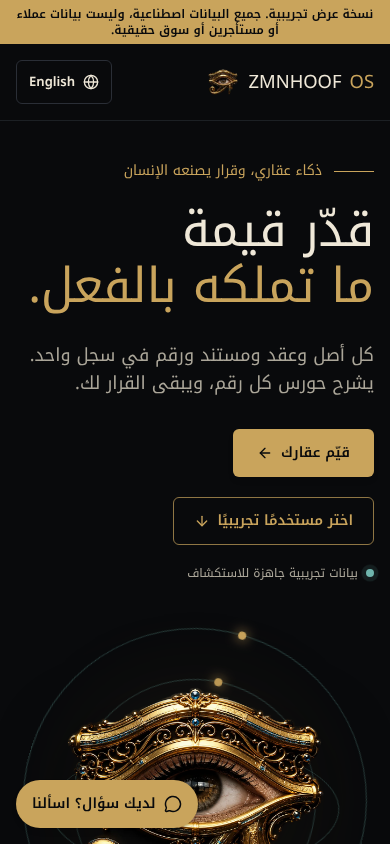 نسخة عرض تجريبية. جميع البيانات اصطناعية، وليست بيانات عملاء
أو مستأجرين أو سوق حقيقية.
ZMNHOOF OS
English
ذكاء عقاري، وقرار يصنعه الإنسان
قدّر قيمة
ما تملكه بالفعل.
كل أصل وعقد ومستند ورقم في سجل واحد.
يشرح حورس كل رقم، ويبقى القرار لك.
قيّم عقارك
اختر مستخدمًا تجريبيًا
بيانات تجريبية جاهزة للاستكشاف
لديك سؤال؟ اسألنا